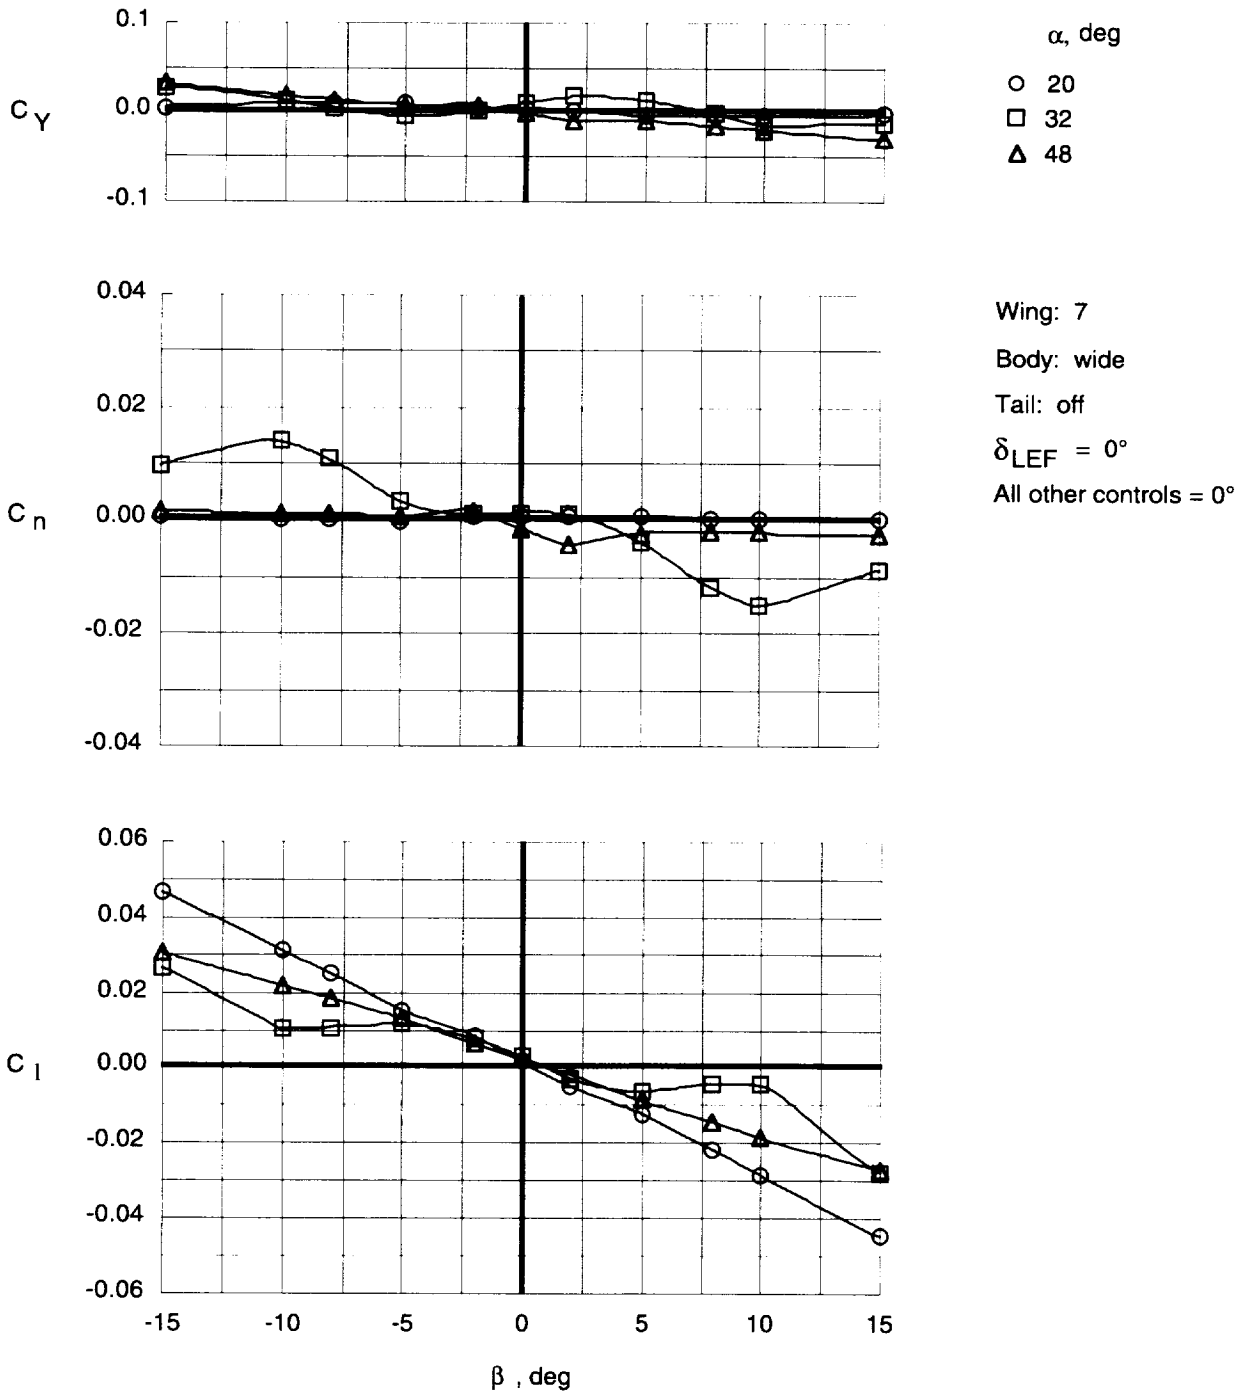 0.1
0.0
-0.1
C Y
α, deg
20
32
48
0.04
0.02
0.00
-0.02
-0.04
C n
Wing: 7
Body: wide
Tail: off
δLEF = 0°
All other controls = 0°
0.06
0.04
0.02
0.00
-0.02
-0.04
-0.06
C l
-15 -10 -5 0 5 10 15
β , deg